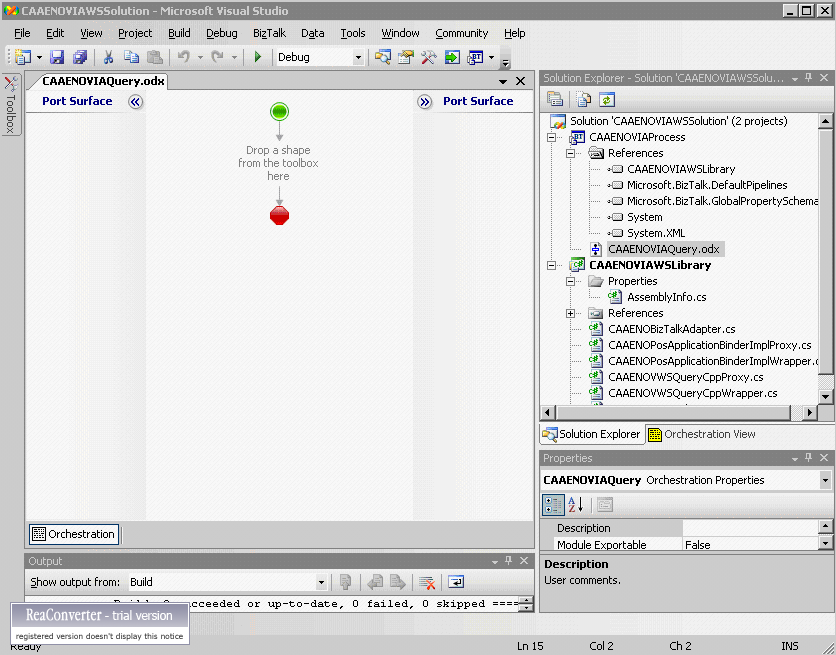 CAAENOVIAWSSolution - Microsoft Visual Studio
File Edit View Project Build Debug BizTalk Data Tools Window Community Help
Debug
Toolbox
CAAENOVIAQuery.odx
Port Surface
Port Surface
Drop a shape
from the toolbox
here
Orchestration
Solution Explorer - Solution 'CAAENOVIAWSSolu...
Solution 'CAAENOVIAWSSolution' (2 projects)
CAAENOVIAProcess
References
CAAENOVIAWSLibrary
Microsoft.BizTalk.DefaultPipelines
Microsoft.BizTalk.GlobalPropertySchema
System
System.XML
CAAENOVIAQuery.odx
CAAENOVIAWSLibrary
Properties
AssemblyInfo.cs
References
CAAENOBizTalkAdapter.cs
CAAENOPosApplicationBinderImplProxy.cs
CAAENOPosApplicationBinderImplWrapper.c
CAAENOVWSQueryCppProxy.cs
CAAENOVWSQueryCppWrapper.cs
Solution Explorer
Orchestration View
Properties
CAAENOVIAQuery Orchestration Properties
Description
Module Exportable False
Description
User comments.
Output
Show output from: Build
succeeded or up-to-date, 0 failed, 0 skipped ====
ReaConverter - trial version
registered version doesn't display this notice
Ready
Ln 15 Col 2 Ch 2 INS